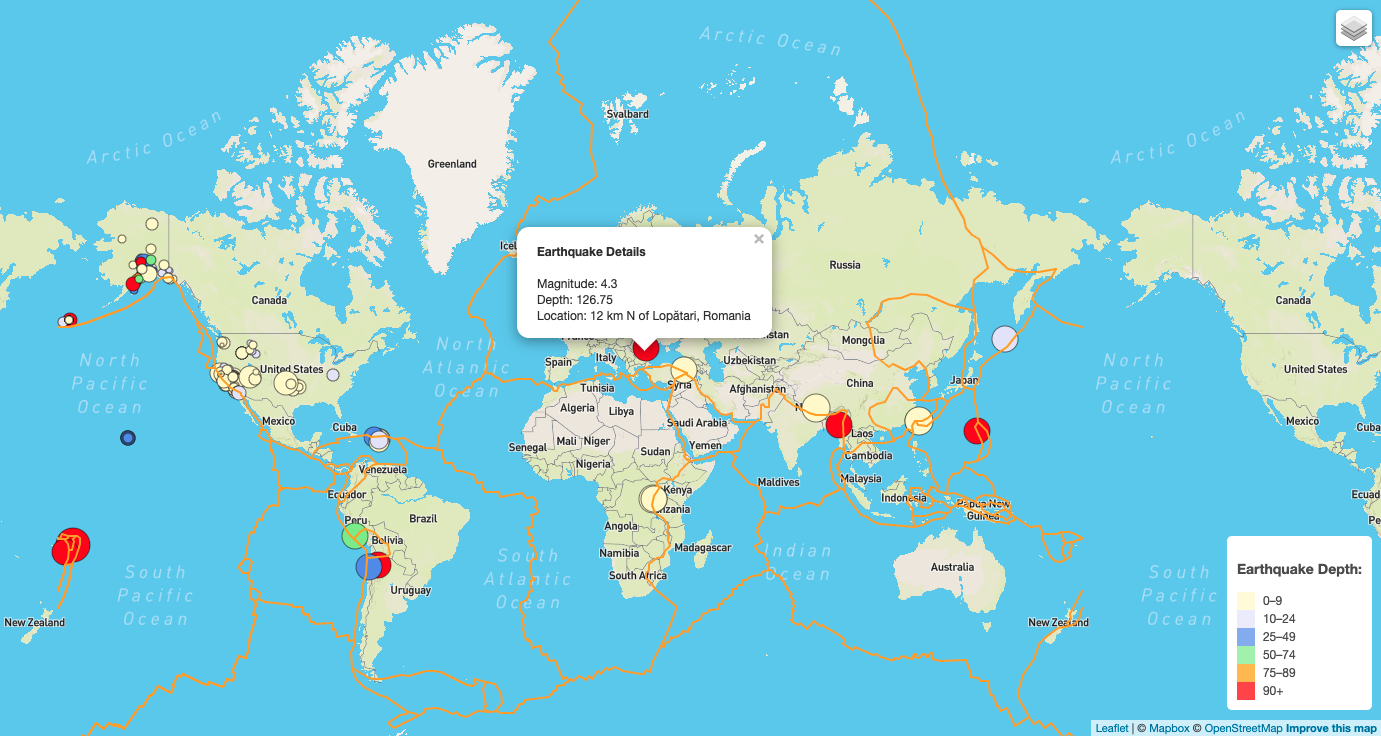 Arctic Ocean
Svalbard
Arctic Ocean
Arctic Ocean
Greenland
Earthquake Details
×
Magnitude: 4.3
Depth: 126.75
Location: 12 km N of Lopătari, Romania
Russia
Canada
Canada
Mongolia
North
Pacific
Ocean
North
Atlantic
Ocean
Spain
Italy
Uzbekistan
China
Japan
North
Pacific
Ocean
United States
United States
Tunisia
Syria
Afghanistan
Algeria
Libya
Saudi Arabia
Mexico
Mexico
Cuba
Cuba
Senegal
Mali
Niger
Sudan
Yemen
Laos
Cambodia
Venezuela
Nigeria
Maldives
Malaysia
Ecuador
Kenya
Indonesia
Papua New
Guinea
Peru
Brazil
Angola
Bolivia
Namibia
Madagascar
South
Atlantic
Ocean
Indian
Ocean
South Africa
Australia
South
Pacific
Ocean
South
Pacific
Ocean
Uruguay
New Zealand
New Zealand
Earthquake Depth:
0–9
10–24
25–49
50–74
75–89
90+
Leaflet | © Mapbox © OpenStreetMap Improve this map